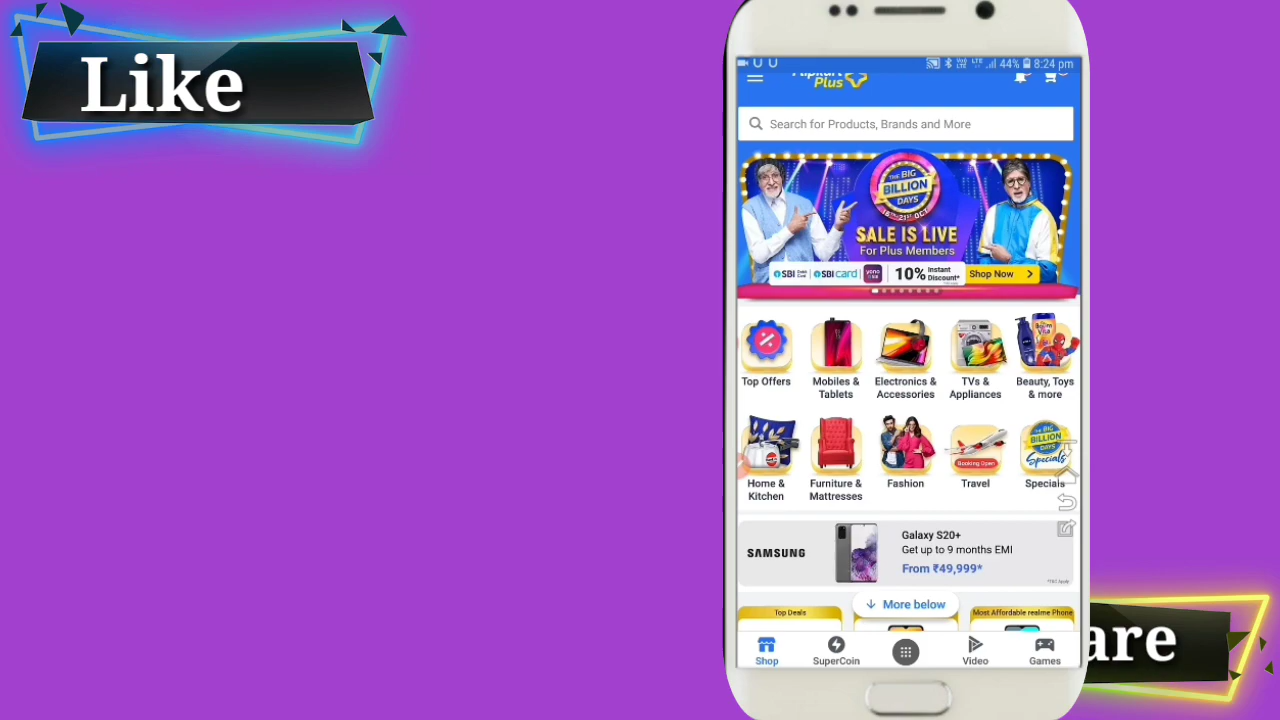 Like
44% 8:24 pm
Flipkart
Plus
Search for Products, Brands and More
THE BIG
BILLION
DAYS
16TH-21ST OCT
SALE IS LIVE
For Plus Members
SBI
SBI card
yono
10% Instant Discount*
Shop Now
Top Offers
Mobiles & Tablets
Electronics & Accessories
TVs & Appliances
Beauty, Toys & more
Booking Open
THE BIG
BILLION
DAYS
Specials
Home & Kitchen
Furniture & Mattresses
Fashion
Travel
Specials
SAMSUNG
Galaxy S20+
Get up to 9 months EMI
From ₹49,999*
More below
Top Deals
Most Affordable realme Phone
Shop
SuperCoin
Video
Games
are